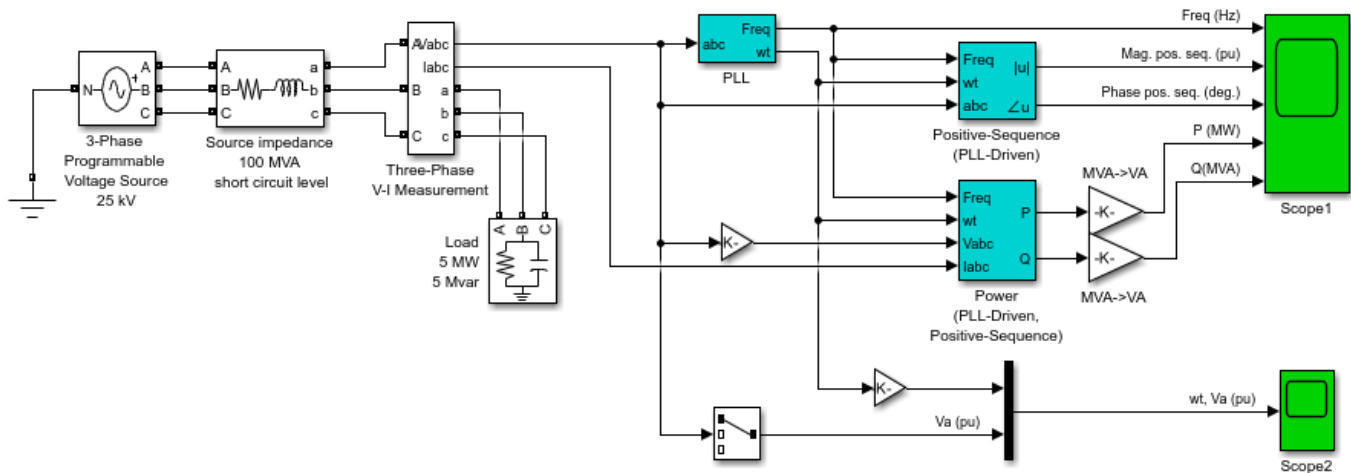 N
A
B
C
3-Phase
Programmable
Voltage Source
25 kV
A
B
C
a
b
c
Source impedance
100 MVA
short circuit level
A
B
C
Vabc
Iabc
a
b
c
Three-Phase
V-I Measurement
A
B
C
Load
5 MW
5 Mvar
abc
Freq
wt
PLL
Freq
wt
abc
|u|
∠u
Positive-Sequence
(PLL-Driven)
Freq
wt
Vabc
Iabc
P
Q
Power
(PLL-Driven,
Positive-Sequence)
K-
MVA->VA
-K-
-K-
MVA->VA
Freq (Hz)
Mag. pos. seq. (pu)
Phase pos. seq. (deg.)
P (MW)
Q(MVA)
Scope1
K-
Va (pu)
wt, Va (pu)
Scope2